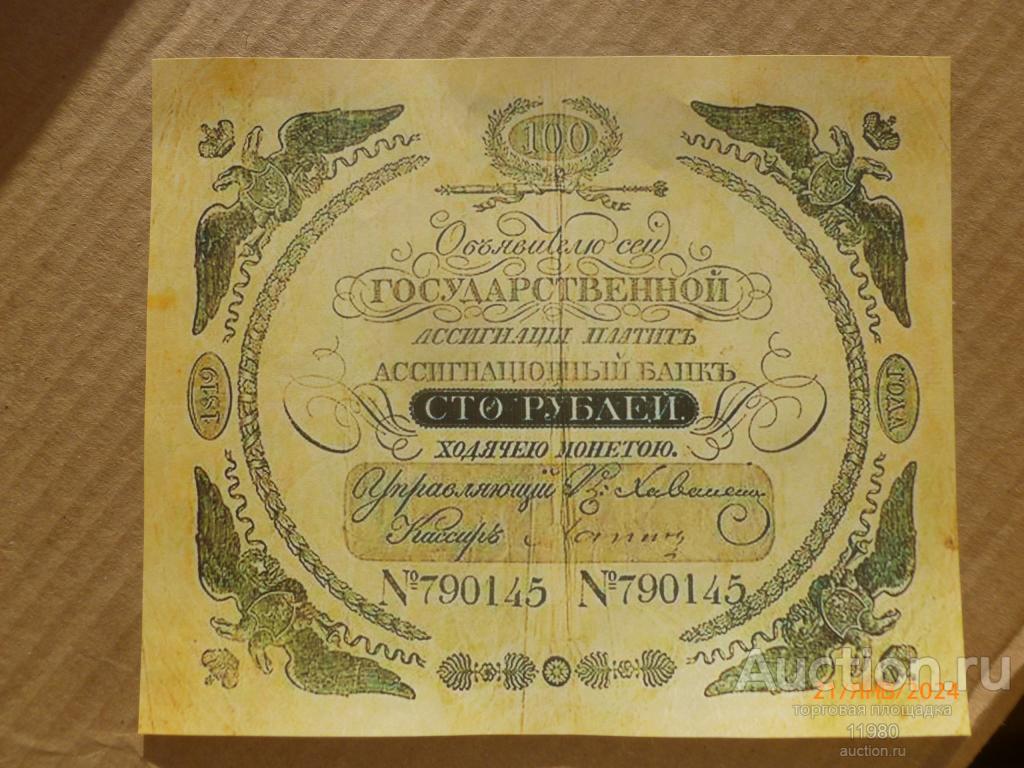 100
Объявителю сей
ГОСУДАРСТВЕННОЙ
АССИГНАЦІИ ПЛАТИТЪ
АССИГНАЦІОННЫЙ БАНКЪ
1819 ГОДА
СТО РУБЛЕЙ.
ХОДЯЧЕЮ МОНЕТОЮ.
Управляющій
Кассиръ
№790145 №790145
Auction.ru
21/ЯНВ/2024
торговая площадка
11980
auction.ru